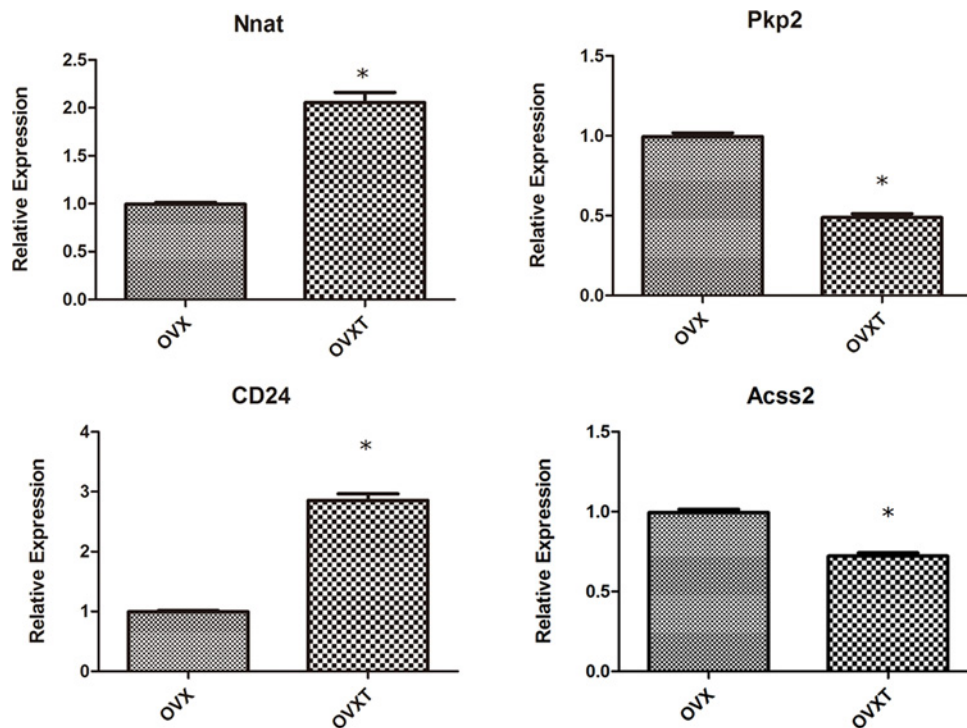 Nnat
Relative Expression
2.5
2.0
1.5
1.0
0.5
0.0
*
OVX
OVXT
Pkp2
Relative Expression
1.5
1.0
0.5
0.0
*
OVX
OVXT
CD24
Relative Expression
4
3
2
1
0
*
OVX
OVXT
Acss2
Relative Expression
1.5
1.0
0.5
0.0
*
OVX
OVXT